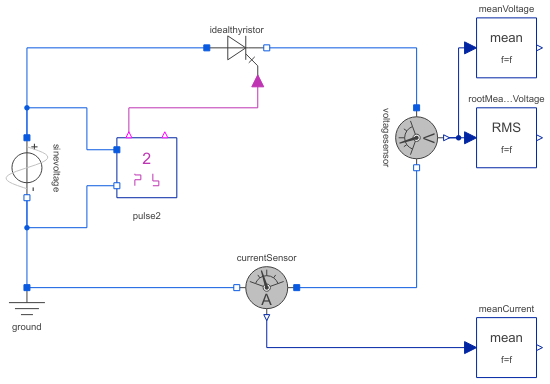 meanVoltage
mean
f=f
idealthyristor
rootMea...Voltage
RMS
f=f
voltagesensor
sinevoltage
+
-
2
pulse2
currentSensor
A
V
ground
meanCurrent
mean
f=f